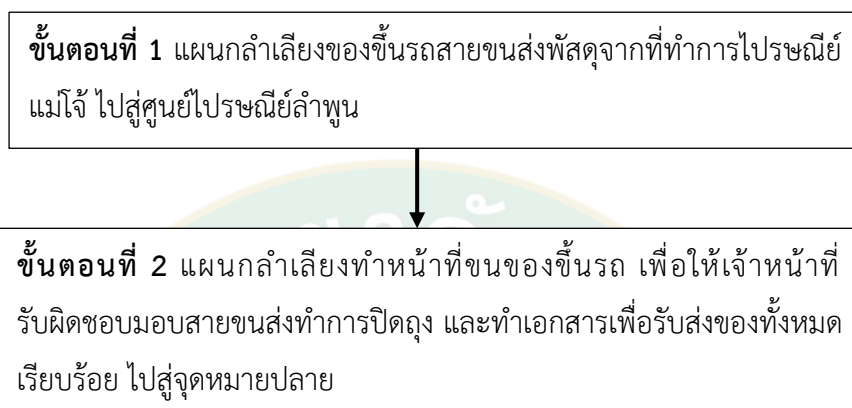 ขั้นตอนที่ 1 แผนกลำเลียงของขึ้นรถสายขนส่งพัสดุจากที่ทำการไปรษณีย์
แม่โจ้ ไปสู่ศูนย์ไปรษณีย์ลำพูน
ขั้นตอนที่ 2 แผนกลำเลียงทำหน้าที่ขนของขึ้นรถ เพื่อให้เจ้าหน้าที่
รับผิดชอบมอบสายขนส่งทำการปิดถุง และทำเอกสารเพื่อรับส่งของทั้งหมด
เรียบร้อย ไปสู่จุดหมายปลาย